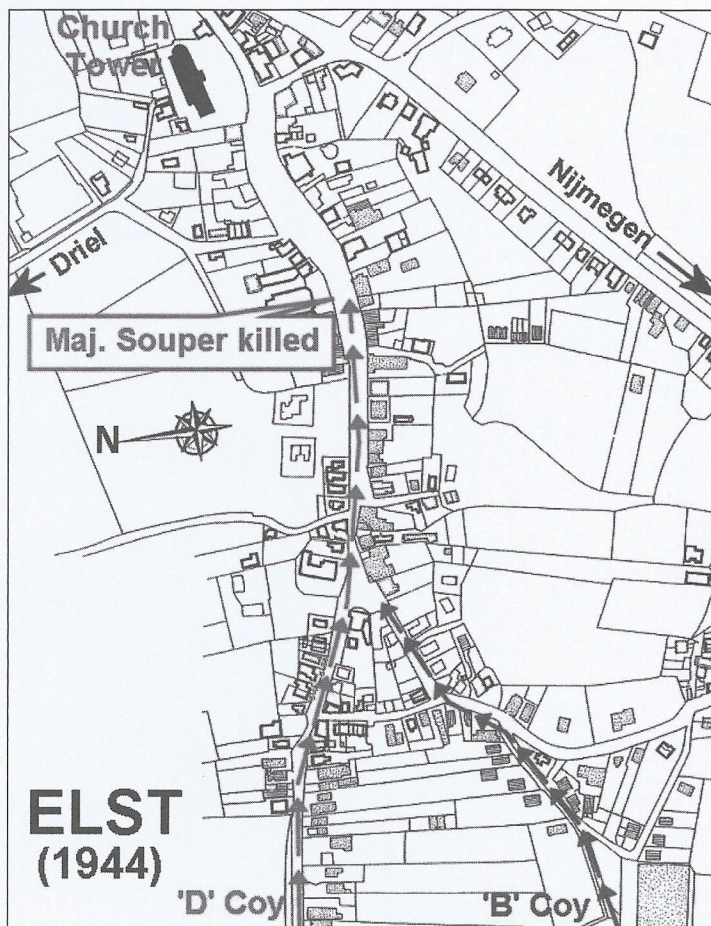 Church
Tower
Nijmegen
Driel
Maj. Souper killed
N
ELST
(1944)
'D' Coy
'B' Coy